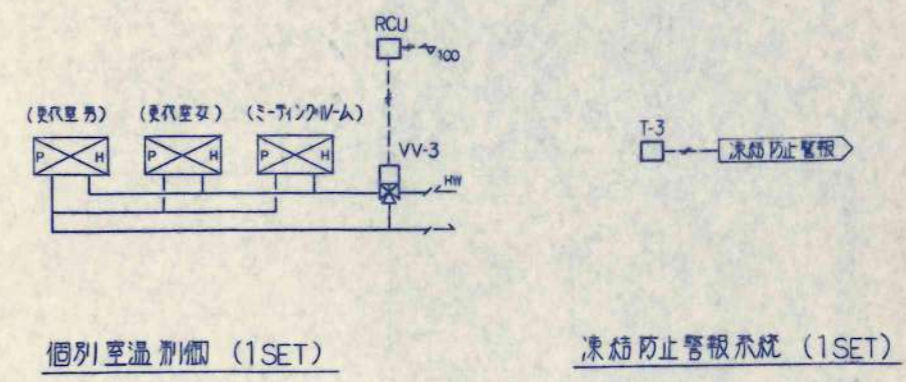 RCU
100
(更衣室 男) (更衣室 女) (ミーティングルーム)
P H P H P H
VV-3
HW
T-3
凍結防止警報
個別室温制御 (1SET)
凍結防止警報系統 (1SET)